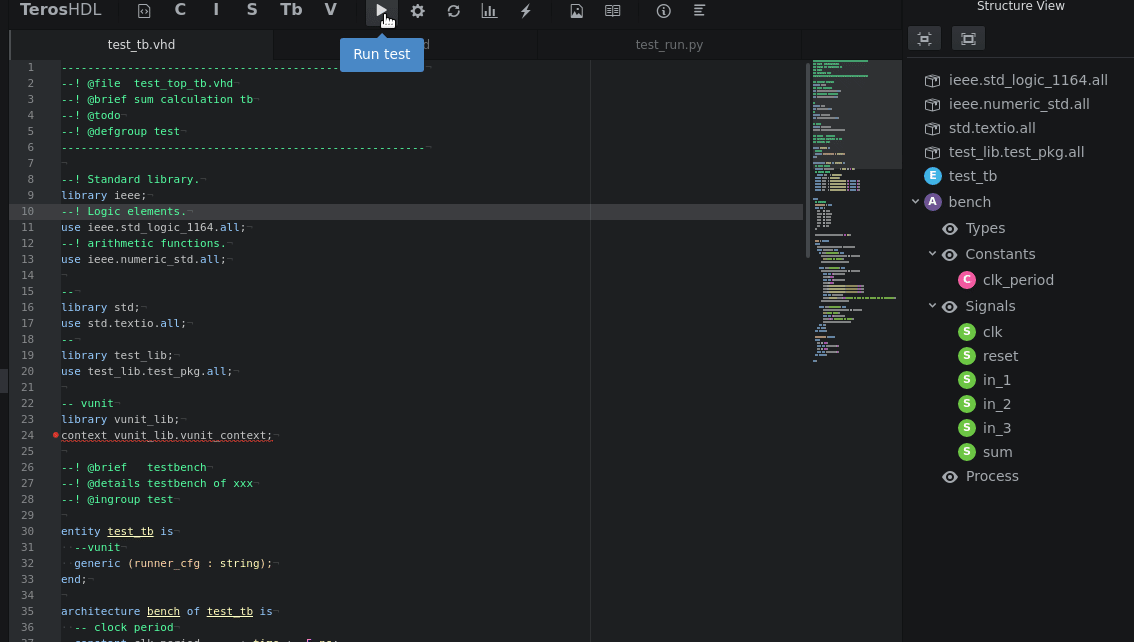 TerosHDL C I S Tb V
Structure View
test_tb.vhd d test_run.py
Run test
1 --------------------------------------------
2 --! @file  test_top_tb.vhd
3 --! @brief sum calculation tb
4 --! @todo
5 --! @defgroup test
6 -------------------------------------------------------
7
8 --! Standard library.
9 library ieee;
10 --! Logic elements.
11 use ieee.std_logic_1164.all;
12 --! arithmetic functions.
13 use ieee.numeric_std.all;
14
15 --
16 library std;
17 use std.textio.all;
18 --
19 library test_lib;
20 use test_lib.test_pkg.all;
21
22 -- vunit
23 library vunit_lib;
24 context vunit_lib.vunit_context;
25
26 --! @brief   testbench
27 --! @details testbench of xxx
28 --! @ingroup test
29
30 entity test_tb is
31   --vunit
32   generic (runner_cfg : string);
33 end;
34
35 architecture bench of test_tb is
36   -- clock period
37
ieee.std_logic_1164.all
ieee.numeric_std.all
std.textio.all
test_lib.test_pkg.all
E test_tb
A bench
Types
Constants
C clk_period
Signals
S clk
S reset
S in_1
S in_2
S in_3
S sum
Process